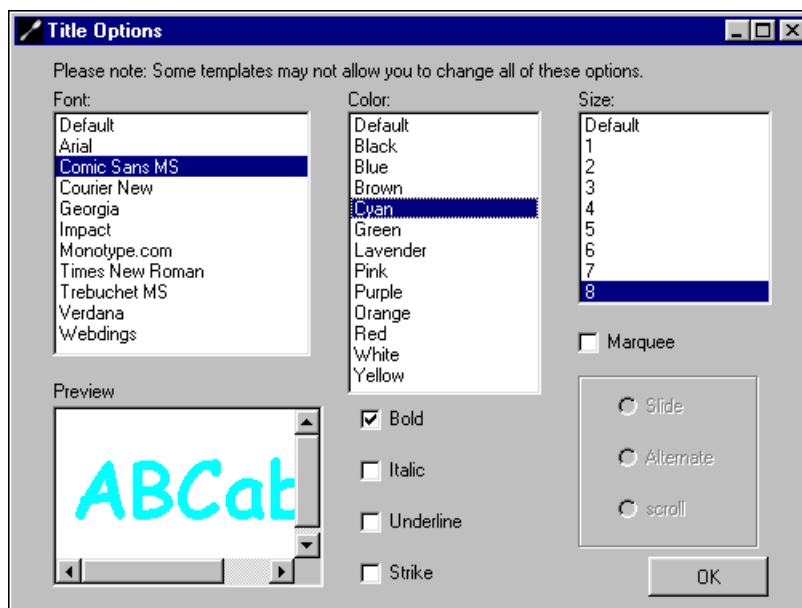 Title Options
Please note: Some templates may not allow you to change all of these options.
Font:
Default
Arial
Comic Sans MS
Courier New
Georgia
Impact
Monotype.com
Times New Roman
Trebuchet MS
Verdana
Webdings
Color:
Default
Black
Blue
Brown
Cyan
Green
Lavender
Pink
Purple
Orange
Red
White
Yellow
Size:
Default
1
2
3
4
5
6
7
8
Marquee
Slide
Alternate
scroll
Preview
ABCab
Bold
Italic
Underline
Strike
OK